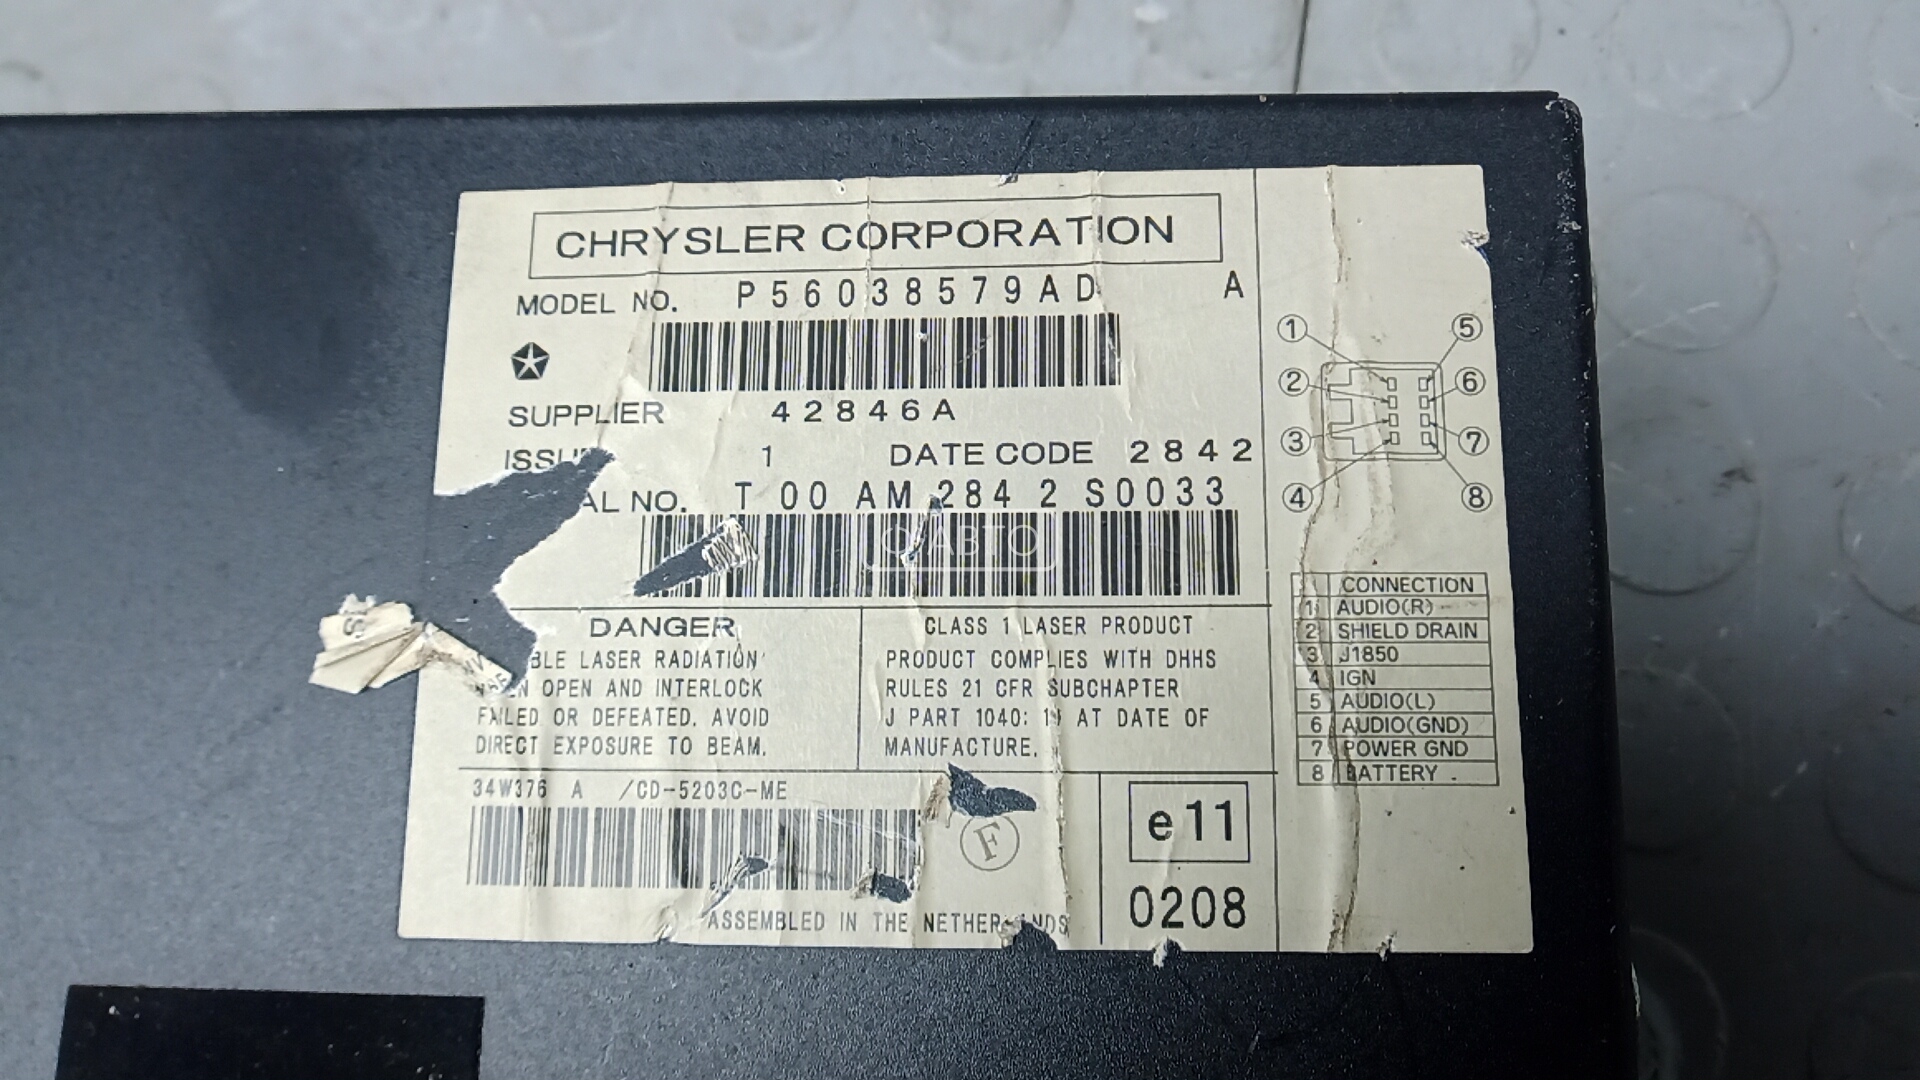 CHRYSLER CORPORATION
MODEL NO. P56038579AD A
SUPPLIER 42846A
1 DATE CODE 2842
NO. T 00 AM 284 2 S0033
О АВТО
DANGER
LASER RADIATION
OPEN AND INTERLOCK
FAILED OR DEFEATED. AVOID
DIRECT EXPOSURE TO BEAM.
CLASS 1 LASER PRODUCT
PRODUCT COMPLIES WITH DHHS
RULES 21 CFR SUBCHAPTER
J PART 1040: 1 AT DATE OF
MANUFACTURE.
34W376 A /CD-5203C-ME
F
ASSEMBLED IN THE NETHERLANDS
e11
0208
① ⑤
② ⑥
③ ⑦
④ ⑧
CONNECTION
1 AUDIO(R)
2 SHIELD DRAIN
3 J1850
4 IGN
5 AUDIO(L)
6 AUDIO(GND)
7 POWER GND
8 BATTERY